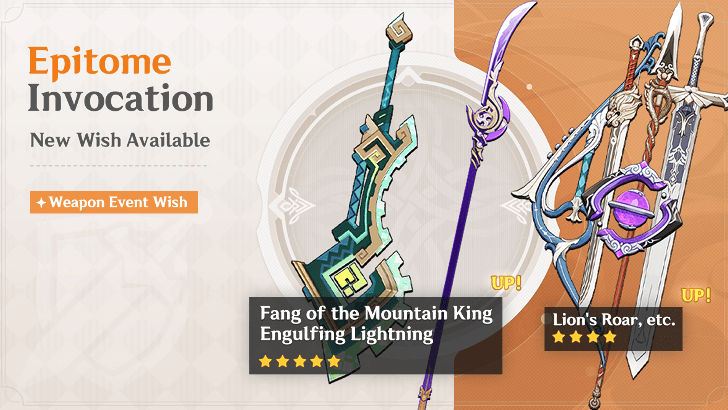 Epitome
Invocation
New Wish Available
Weapon Event Wish
UP!
Fang of the Mountain King
Engulfing Lightning
UP!
Lion's Roar, etc.